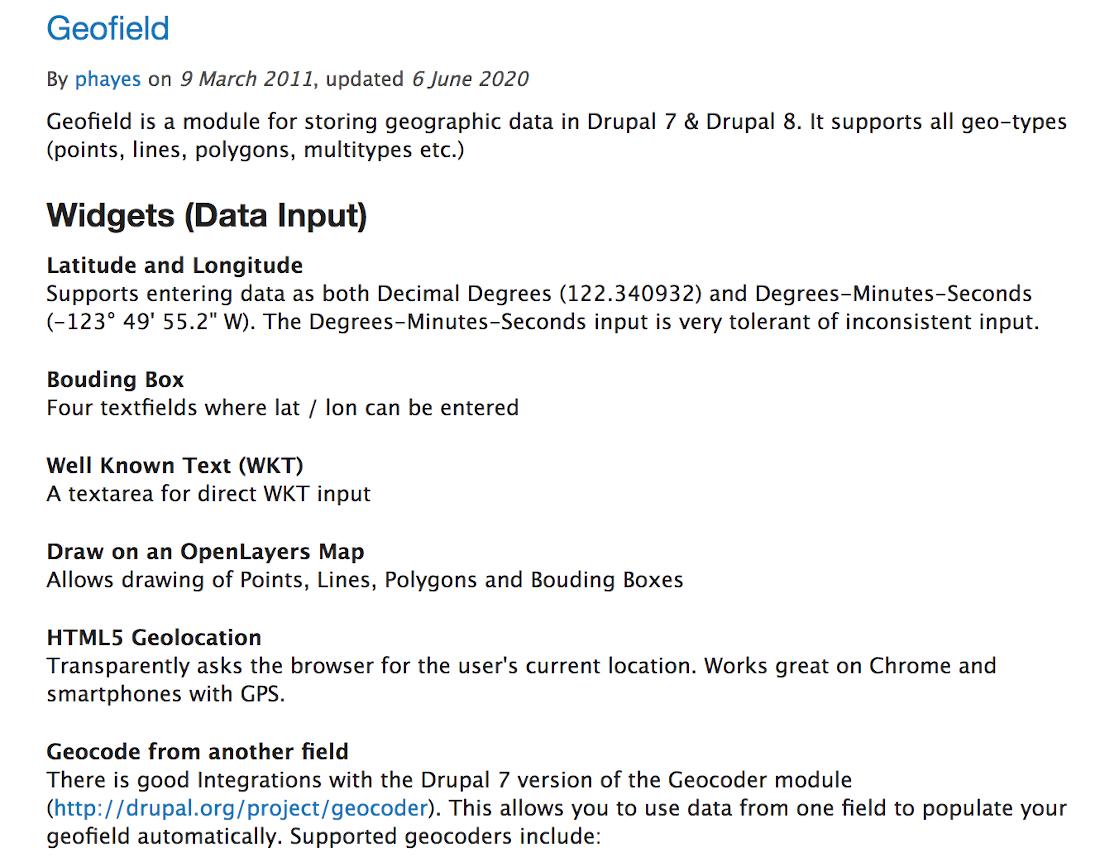 Geofield
By phayes on 9 March 2011, updated 6 June 2020
Geofield is a module for storing geographic data in Drupal 7 & Drupal 8. It supports all geo-types
(points, lines, polygons, multitypes etc.)
Widgets (Data Input)
Latitude and Longitude
Supports entering data as both Decimal Degrees (122.340932) and Degrees-Minutes-Seconds
(-123° 49' 55.2" W). The Degrees-Minutes-Seconds input is very tolerant of inconsistent input.
Bouding Box
Four textfields where lat / lon can be entered
Well Known Text (WKT)
A textarea for direct WKT input
Draw on an OpenLayers Map
Allows drawing of Points, Lines, Polygons and Bouding Boxes
HTML5 Geolocation
Transparently asks the browser for the user's current location. Works great on Chrome and
smartphones with GPS.
Geocode from another field
There is good Integrations with the Drupal 7 version of the Geocoder module
(http://drupal.org/project/geocoder). This allows you to use data from one field to populate your
geofield automatically. Supported geocoders include: